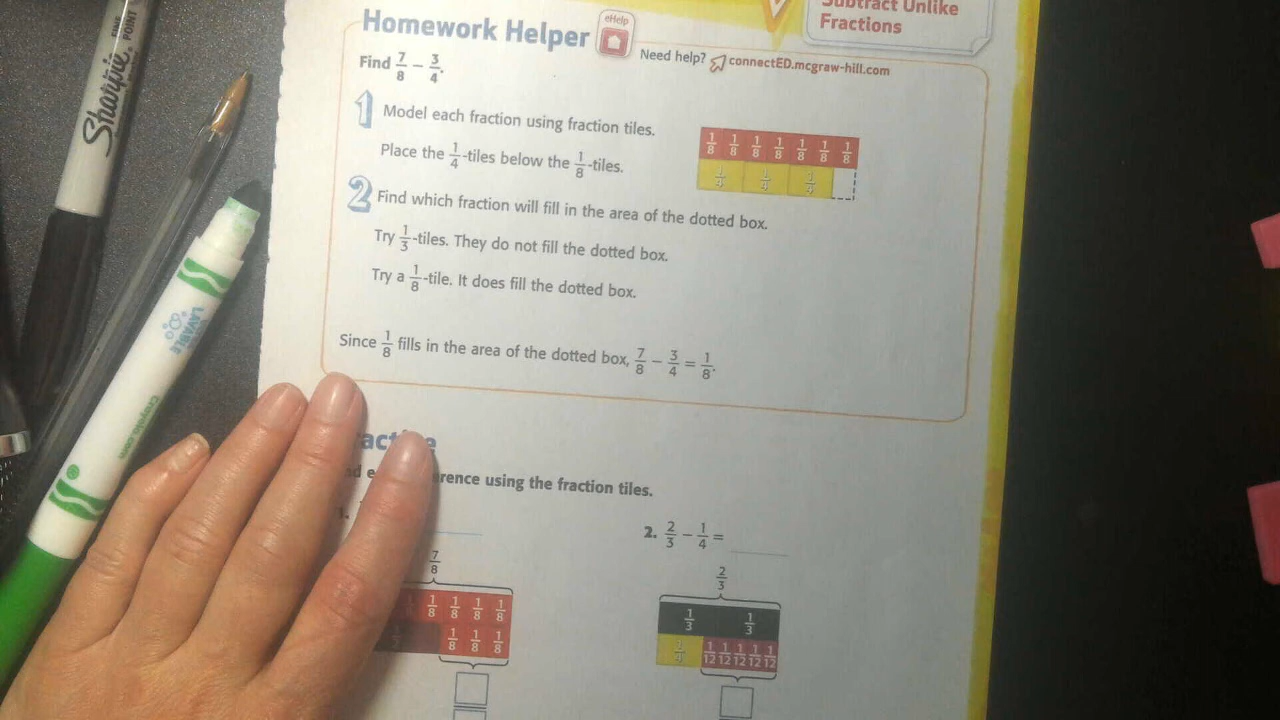 Subtract Unlike
Fractions
Homework Helper
eHelp
Need help? connectED.mcgraw-hill.com
Find 7/8 − 3/4.
1 Model each fraction using fraction tiles.
Place the 1/4-tiles below the 1/8-tiles.
1/8 1/8 1/8 1/8 1/8 1/8 1/8
1/4 1/4 1/4
2 Find which fraction will fill in the area of the dotted box.
Try 1/3-tiles. They do not fill the dotted box.
Try a 1/8-tile. It does fill the dotted box.
Since 1/8 fills in the area of the dotted box, 7/8 − 3/4 = 1/8.
using the fraction tiles.
7/8
1/8 1/8 1/8 1/8
1/8 1/8 1/8
2. 2/3 − 1/4 =
2/3
1/3 1/3
1/4 1/12 1/12 1/12 1/12 1/12
Sharpie
FINE
POINT
WASHABLE
Crayola.com